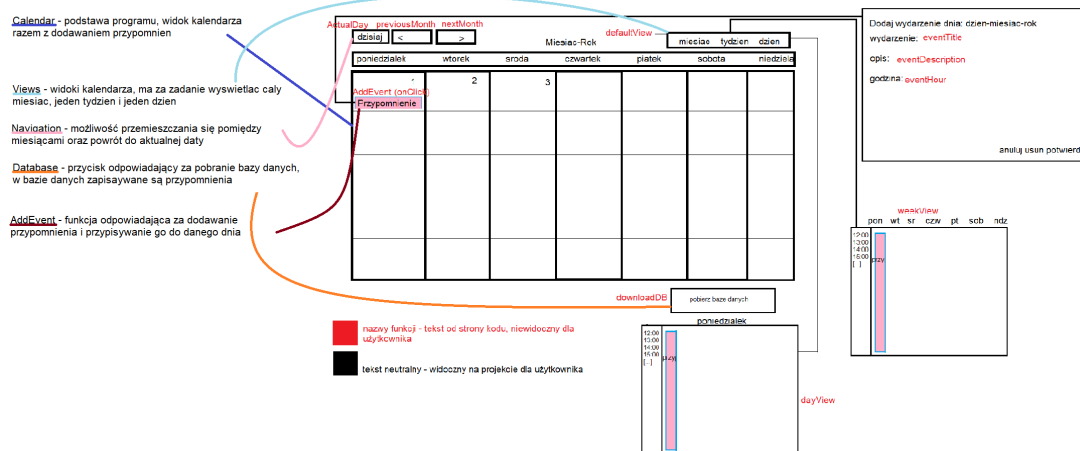 Calendar - podstawa programu, widok kalendarza
razem z dodawaniem przypomnien
Views - widoki kalendarza, ma za zadanie wyswietlac caly
miesiac, jeden tydzien i jeden dzien
Navigation - możliwość przemieszczania się pomiędzy
miesiącami oraz powrót do aktualnej daty
Database - przycisk odpowiadający za pobranie bazy danych,
w bazie danych zapisaywane są przypomnienia
AddEvent - funkcja odpowiadająca za dodawanie
przypomnienia i przypisywanie go do danego dnia
ActualDay previousMonth nextMonth
dzisiaj < >
Miesiac-Rok
defaultView
miesiac tydzien dzien
poniedzialek wtorek sroda czwartek piatek sobota niedziela
1 2 3
AddEvent (onClick)
Przypomnienie
Dodaj wydarzenie dnia: dzien-miesiac-rok
wydarzenie: eventTitle
opis: eventDescription
godzina: eventHour
anuluj usun potwierd
weekView
pon wt sr czw pt sob ndz
12:00
13:00
14:00
15:00
[...]
przy
downloadDB
pobierz baze danych
poniedzialek
12:00
13:00
14:00
15:00
[...]
przy
dayView
nazwy funkcji - tekst od strony kodu, niewidoczny dla
użytkownika
tekst neutralny - widoczny na projekcie dla użytkownika